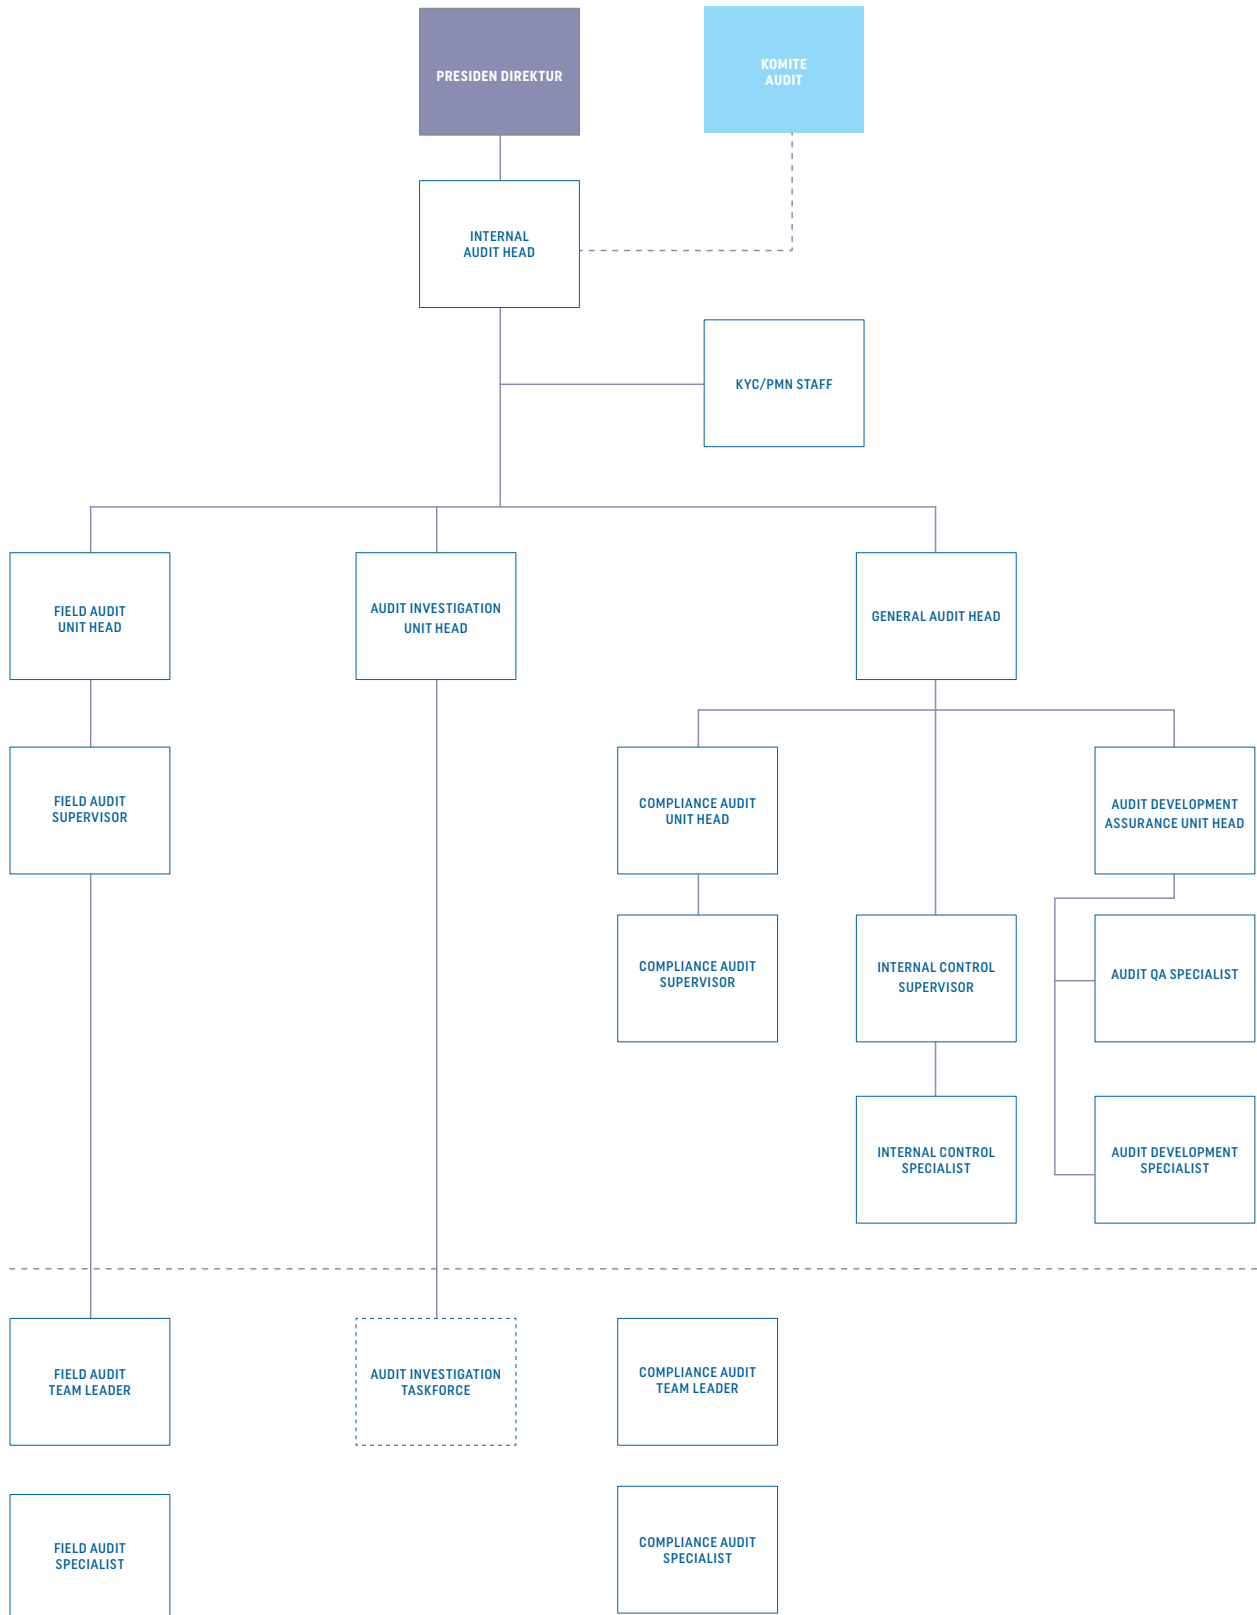 PRESIDEN DIREKTUR
KOMITE
AUDIT
INTERNAL
AUDIT HEAD
KYC/PMN STAFF
FIELD AUDIT
UNIT HEAD
AUDIT INVESTIGATION
UNIT HEAD
GENERAL AUDIT HEAD
FIELD AUDIT
SUPERVISOR
COMPLIANCE AUDIT
UNIT HEAD
AUDIT DEVELOPMENT
ASSURANCE UNIT HEAD
COMPLIANCE AUDIT
SUPERVISOR
INTERNAL CONTROL
SUPERVISOR
AUDIT QA SPECIALIST
INTERNAL CONTROL
SPECIALIST
AUDIT DEVELOPMENT
SPECIALIST
FIELD AUDIT
TEAM LEADER
AUDIT INVESTIGATION
TASKFORCE
COMPLIANCE AUDIT
TEAM LEADER
FIELD AUDIT
SPECIALIST
COMPLIANCE AUDIT
SPECIALIST